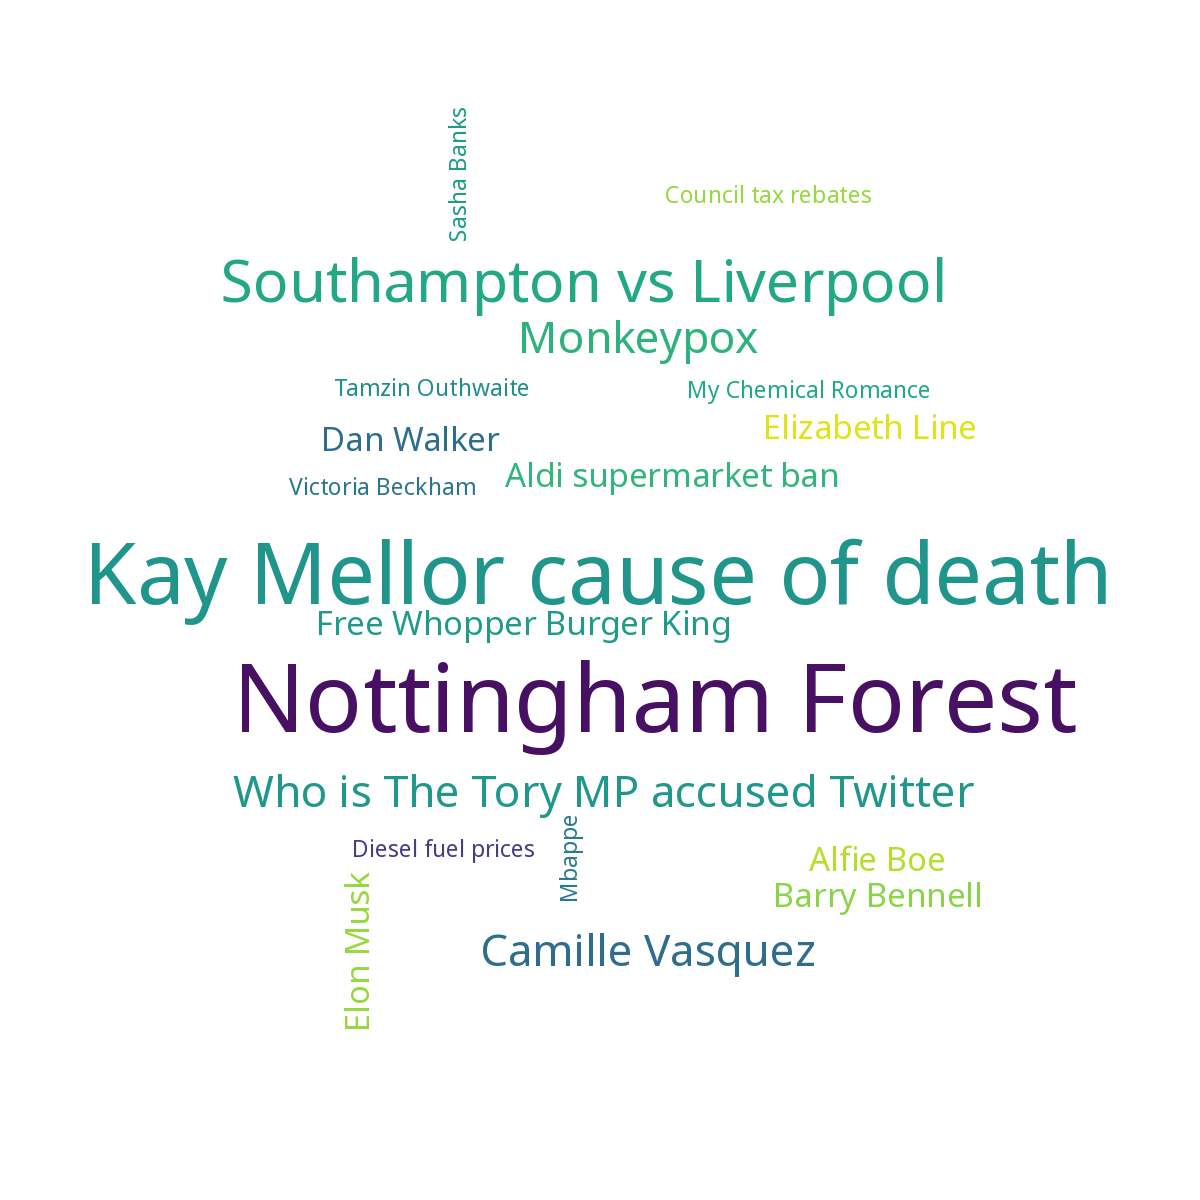 Sasha Banks
Council tax rebates
Southampton vs Liverpool
Monkeypox
Tamzin Outhwaite
My Chemical Romance
Elizabeth Line
Dan Walker
Aldi supermarket ban
Victoria Beckham
Kay Mellor cause of death
Free Whopper Burger King
Nottingham Forest
Who is The Tory MP accused Twitter
Diesel fuel prices
Mbappe
Alfie Boe
Barry Bennell
Elon Musk
Camille Vasquez